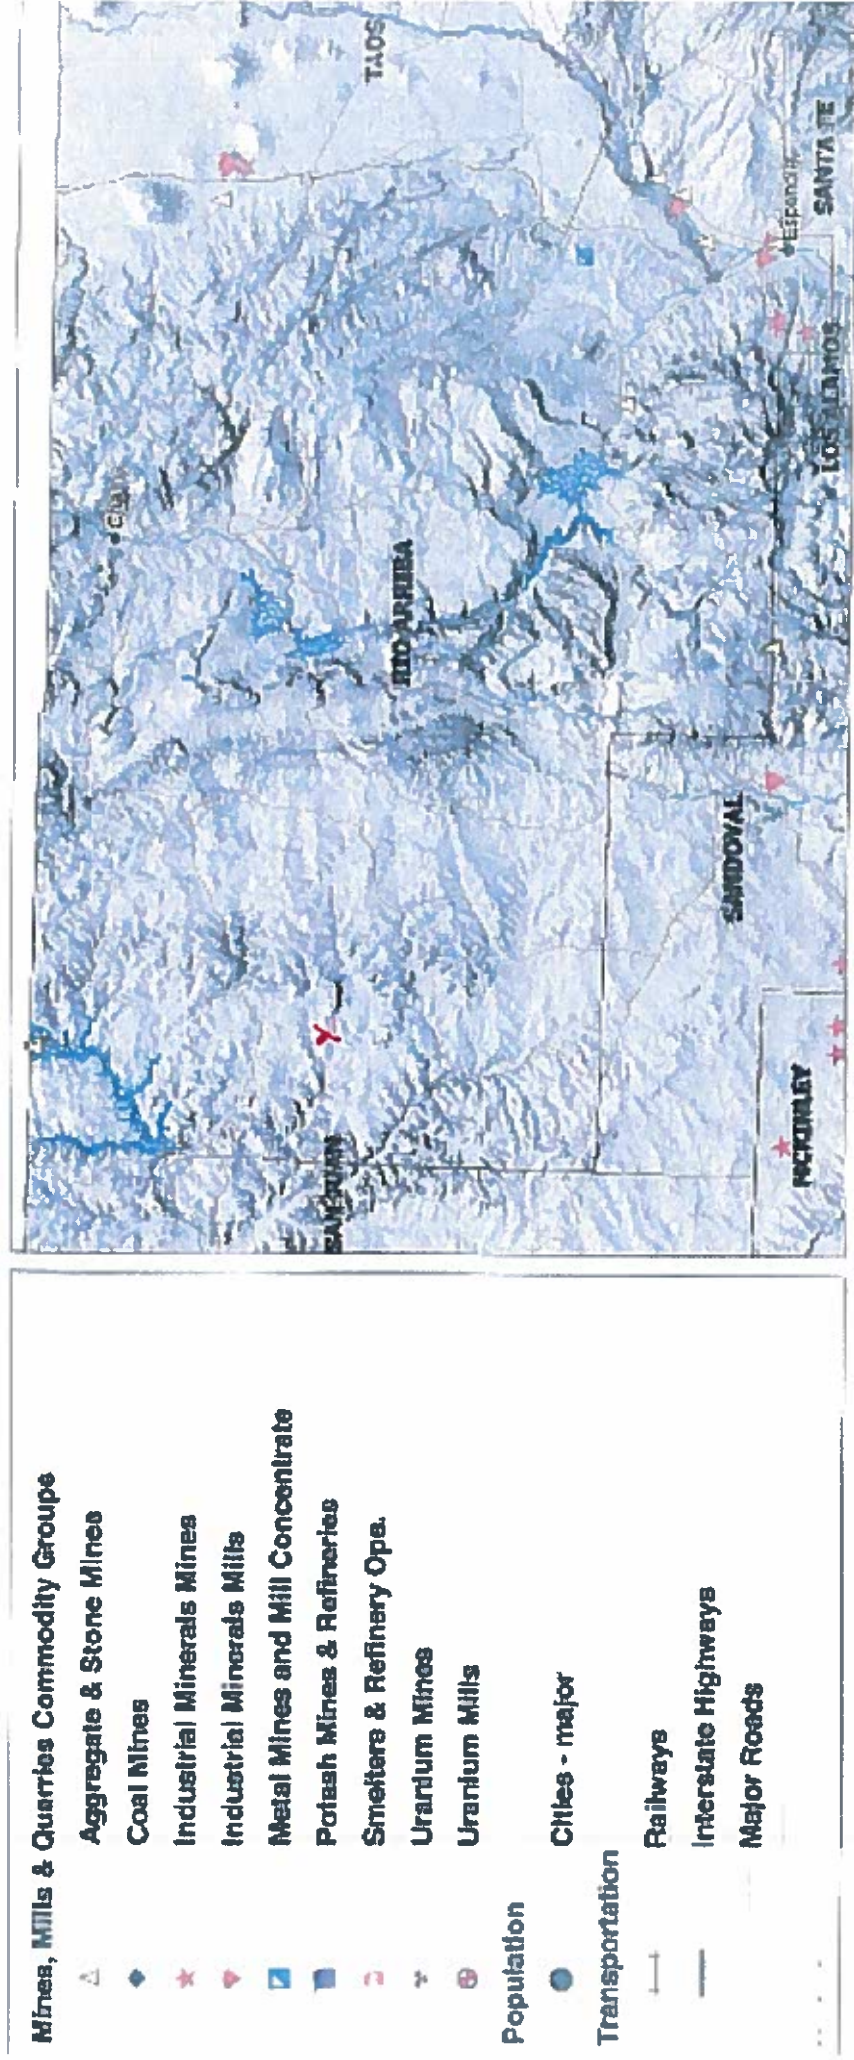 Mines, Mills & Quarries Commodity Groups
Aggregate & Stone Mines
Coal Mines
Industrial Minerals Mines
Industrial Minerals Mills
Metal Mines and Mill Concentrate
Potash Mines & Refineries
Smelters & Refinery Ops.
Uranium Mines
Uranium Mills
Population
Cities - major
Transportation
Railways
Interstate Highways
Major Roads
SAN JUAN
MCKINLEY
SANDOVAL
RIO ARRIBA
LOS ALAMOS
TAOS
SANTA FE
Espanola